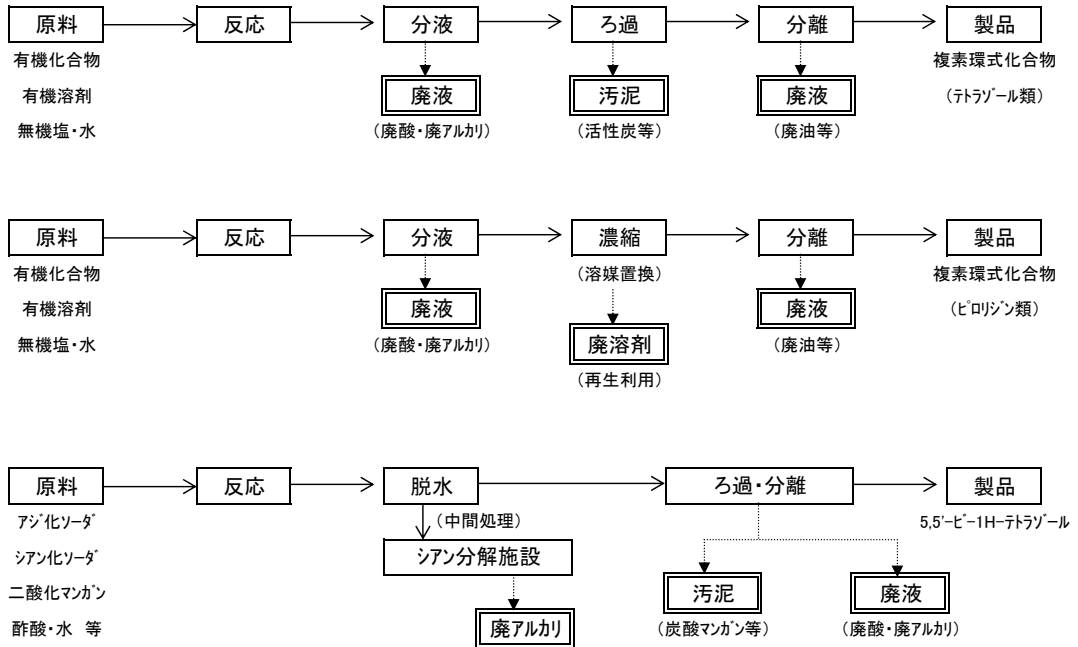 原料 反応 分液 ろ過 分離 製品
有機化合物 複素環式化合物
有機溶剤 廃液 汚泥 廃液 (テトラゾール類)
無機塩・水 (廃酸・廃アルカリ) (活性炭等) (廃油等)
原料 反応 分液 濃縮 分離 製品
有機化合物 (溶媒置換) 複素環式化合物
有機溶剤 廃液 廃液 (ピロリジン類)
無機塩・水 (廃酸・廃アルカリ) 廃溶剤 (廃油等)
(再生利用)
原料 反応 脱水 ろ過・分離 製品
アジ化ソーダ (中間処理) 5,5'-ビ-1H-テトラゾール
シアン化ソーダ シアン分解施設
二酸化マンガン 汚泥 廃液
酢酸・水 等 廃アルカリ (炭酸マンガン等) (廃酸・廃アルカリ)